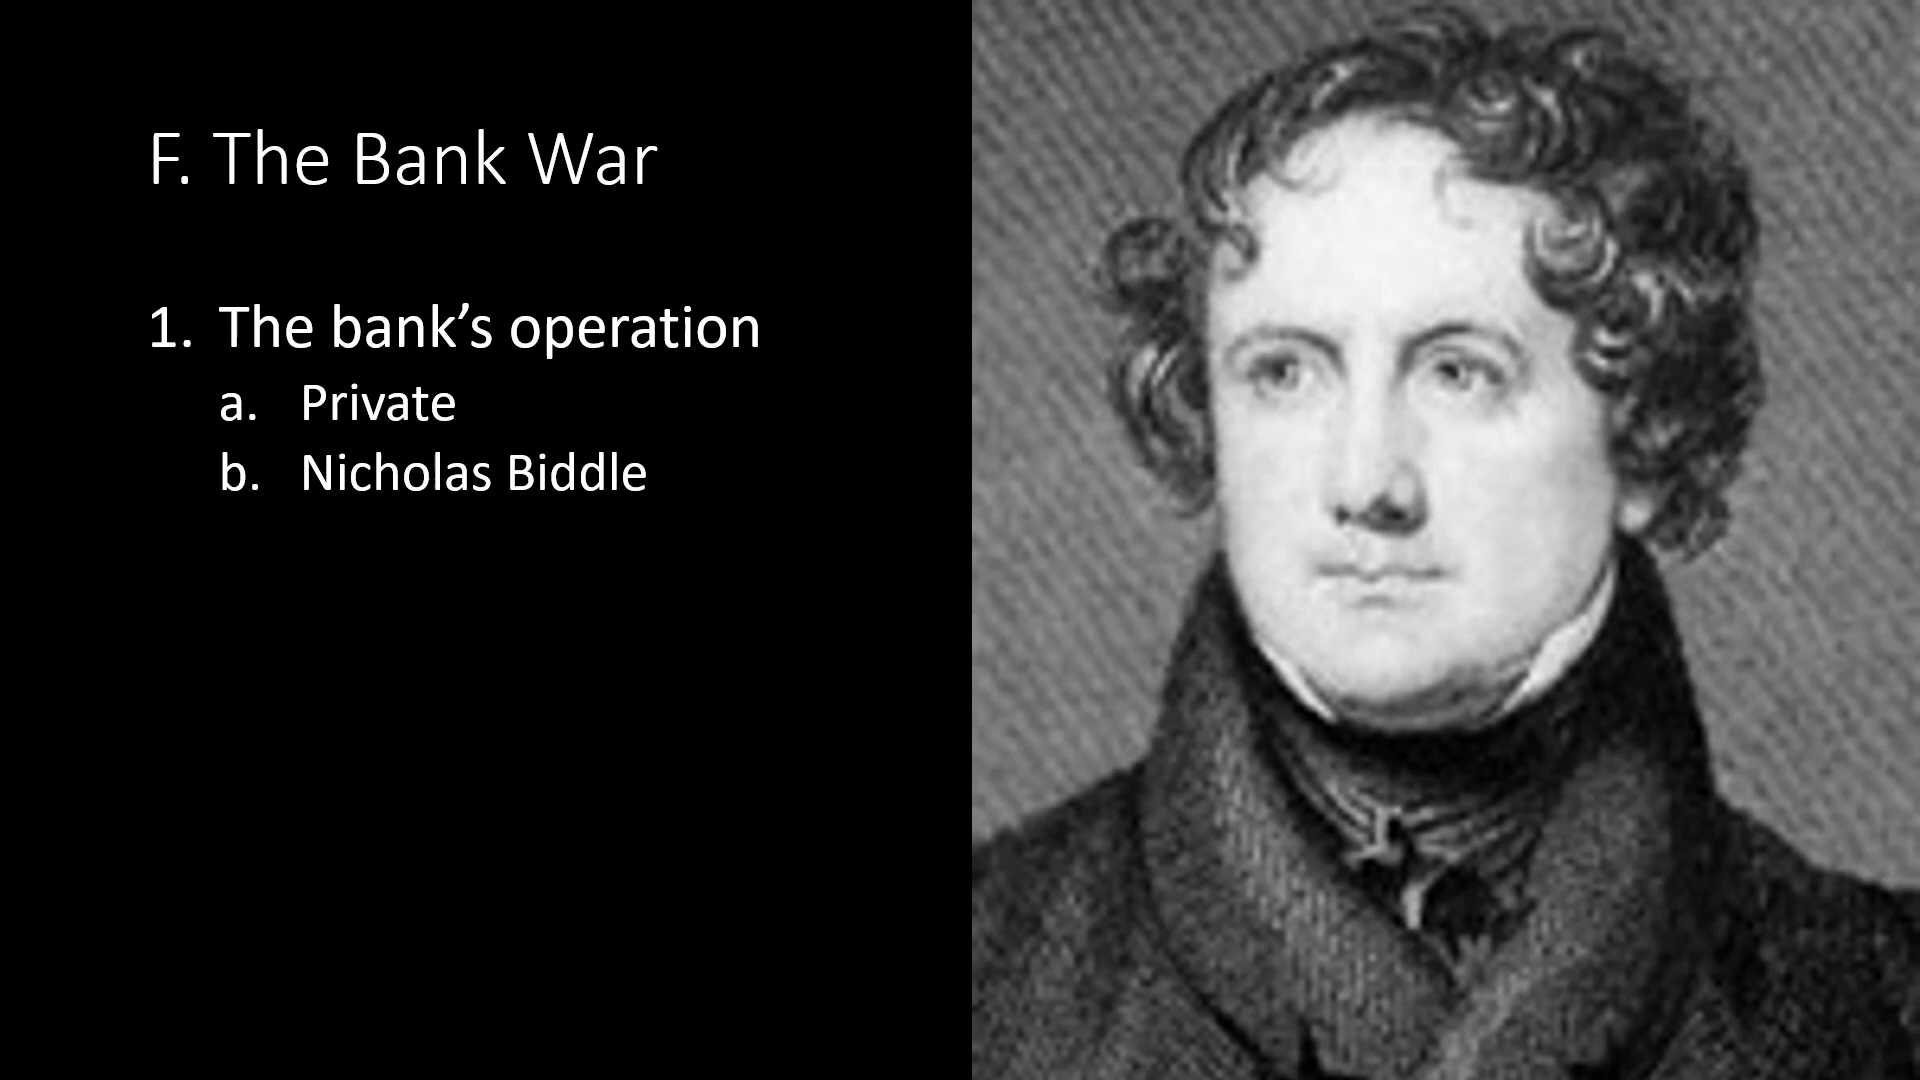 F. The Bank War
1. The bank’s operation
a. Private
b. Nicholas Biddle